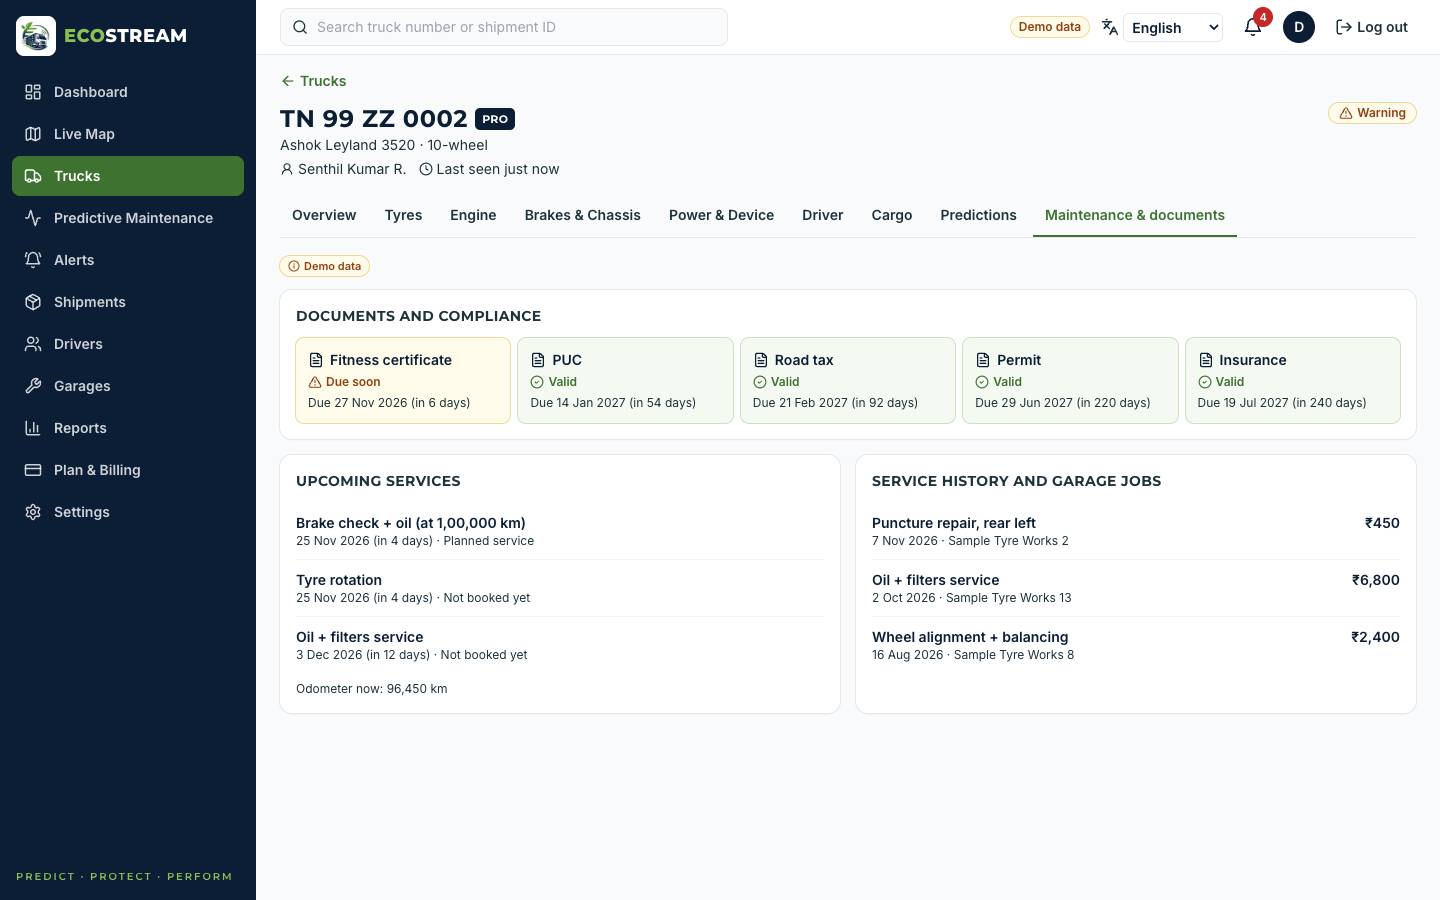 ECOSTREAM
Search truck number or shipment ID
Demo data
English
4
D
Log out
Dashboard
Live Map
Trucks
Predictive Maintenance
Alerts
Shipments
Drivers
Garages
Reports
Plan & Billing
Settings
PREDICT · PROTECT · PERFORM
Trucks
TN 99 ZZ 0002 PRO
Warning
Ashok Leyland 3520 · 10-wheel
Senthil Kumar R. Last seen just now
Overview Tyres Engine Brakes & Chassis Power & Device Driver Cargo Predictions Maintenance & documents
Demo data
DOCUMENTS AND COMPLIANCE
Fitness certificate
Due soon
Due 27 Nov 2026 (in 6 days)
PUC
Valid
Due 14 Jan 2027 (in 54 days)
Road tax
Valid
Due 21 Feb 2027 (in 92 days)
Permit
Valid
Due 29 Jun 2027 (in 220 days)
Insurance
Valid
Due 19 Jul 2027 (in 240 days)
UPCOMING SERVICES
Brake check + oil (at 1,00,000 km)
25 Nov 2026 (in 4 days) · Planned service
Tyre rotation
25 Nov 2026 (in 4 days) · Not booked yet
Oil + filters service
3 Dec 2026 (in 12 days) · Not booked yet
Odometer now: 96,450 km
SERVICE HISTORY AND GARAGE JOBS
Puncture repair, rear left ₹450
7 Nov 2026 · Sample Tyre Works 2
Oil + filters service ₹6,800
2 Oct 2026 · Sample Tyre Works 13
Wheel alignment + balancing ₹2,400
16 Aug 2026 · Sample Tyre Works 8